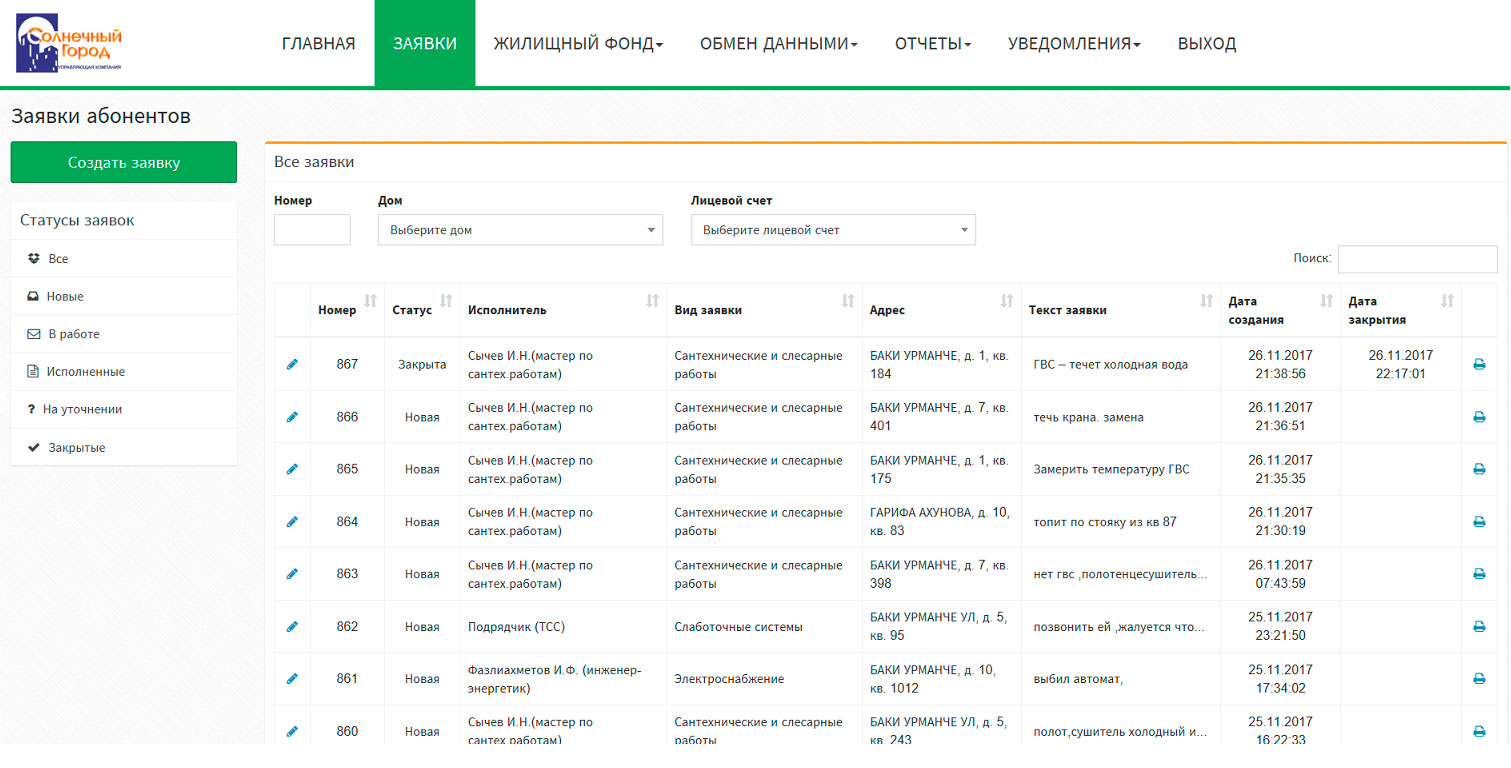 Солнечный
Город
УПРАВЛЯЮЩАЯ КОМПАНИЯ
ГЛАВНАЯ ЗАЯВКИ ЖИЛИЩНЫЙ ФОНД ОБМЕН ДАННЫМИ ОТЧЕТЫ УВЕДОМЛЕНИЯ ВЫХОД
Заявки абонентов
Создать заявку
Статусы заявок
Все
Новые
В работе
Исполненные
? На уточнении
Закрытые
Все заявки
Номер Дом Лицевой счет
Выберите дом Выберите лицевой счет
Поиск:
Номер Статус Исполнитель Вид заявки Адрес Текст заявки Дата создания Дата закрытия
867 Закрыта Сычев И.Н.(мастер по сантех.работам) Сантехнические и слесарные работы БАКИ УРМАНЧЕ, д. 1, кв. 184 ГВС – течет холодная вода 26.11.2017 21:38:56 26.11.2017 22:17:01
866 Новая Сычев И.Н.(мастер по сантех.работам) Сантехнические и слесарные работы БАКИ УРМАНЧЕ, д. 7, кв. 401 течь крана. замена 26.11.2017 21:36:51
865 Новая Сычев И.Н.(мастер по сантех.работам) Сантехнические и слесарные работы БАКИ УРМАНЧЕ, д. 1, кв. 175 Замерить температуру ГВС 26.11.2017 21:35:35
864 Новая Сычев И.Н.(мастер по сантех.работам) Сантехнические и слесарные работы ГАРИФА АХУНОВА, д. 10, кв. 83 топит по стояку из кв 87 26.11.2017 21:30:19
863 Новая Сычев И.Н.(мастер по сантех.работам) Сантехнические и слесарные работы БАКИ УРМАНЧЕ, д. 7, кв. 398 нет гвс ,полотенцесушитель... 26.11.2017 07:43:59
862 Новая Подрядчик (ТСС) Слаботочные системы БАКИ УРМАНЧЕ УЛ, д. 5, кв. 95 позвонить ей ,жалуется что... 25.11.2017 23:21:50
861 Новая Фазлиахметов И.Ф. (инженер-энергетик) Электроснабжение БАКИ УРМАНЧЕ, д. 10, кв. 1012 выбил автомат, 25.11.2017 17:34:02
860 Новая Сычев И.Н.(мастер по сантех.работам) Сантехнические и слесарные работы БАКИ УРМАНЧЕ УЛ, д. 5, кв. 243 полот,сушитель холодный и... 25.11.2017 16:22:33